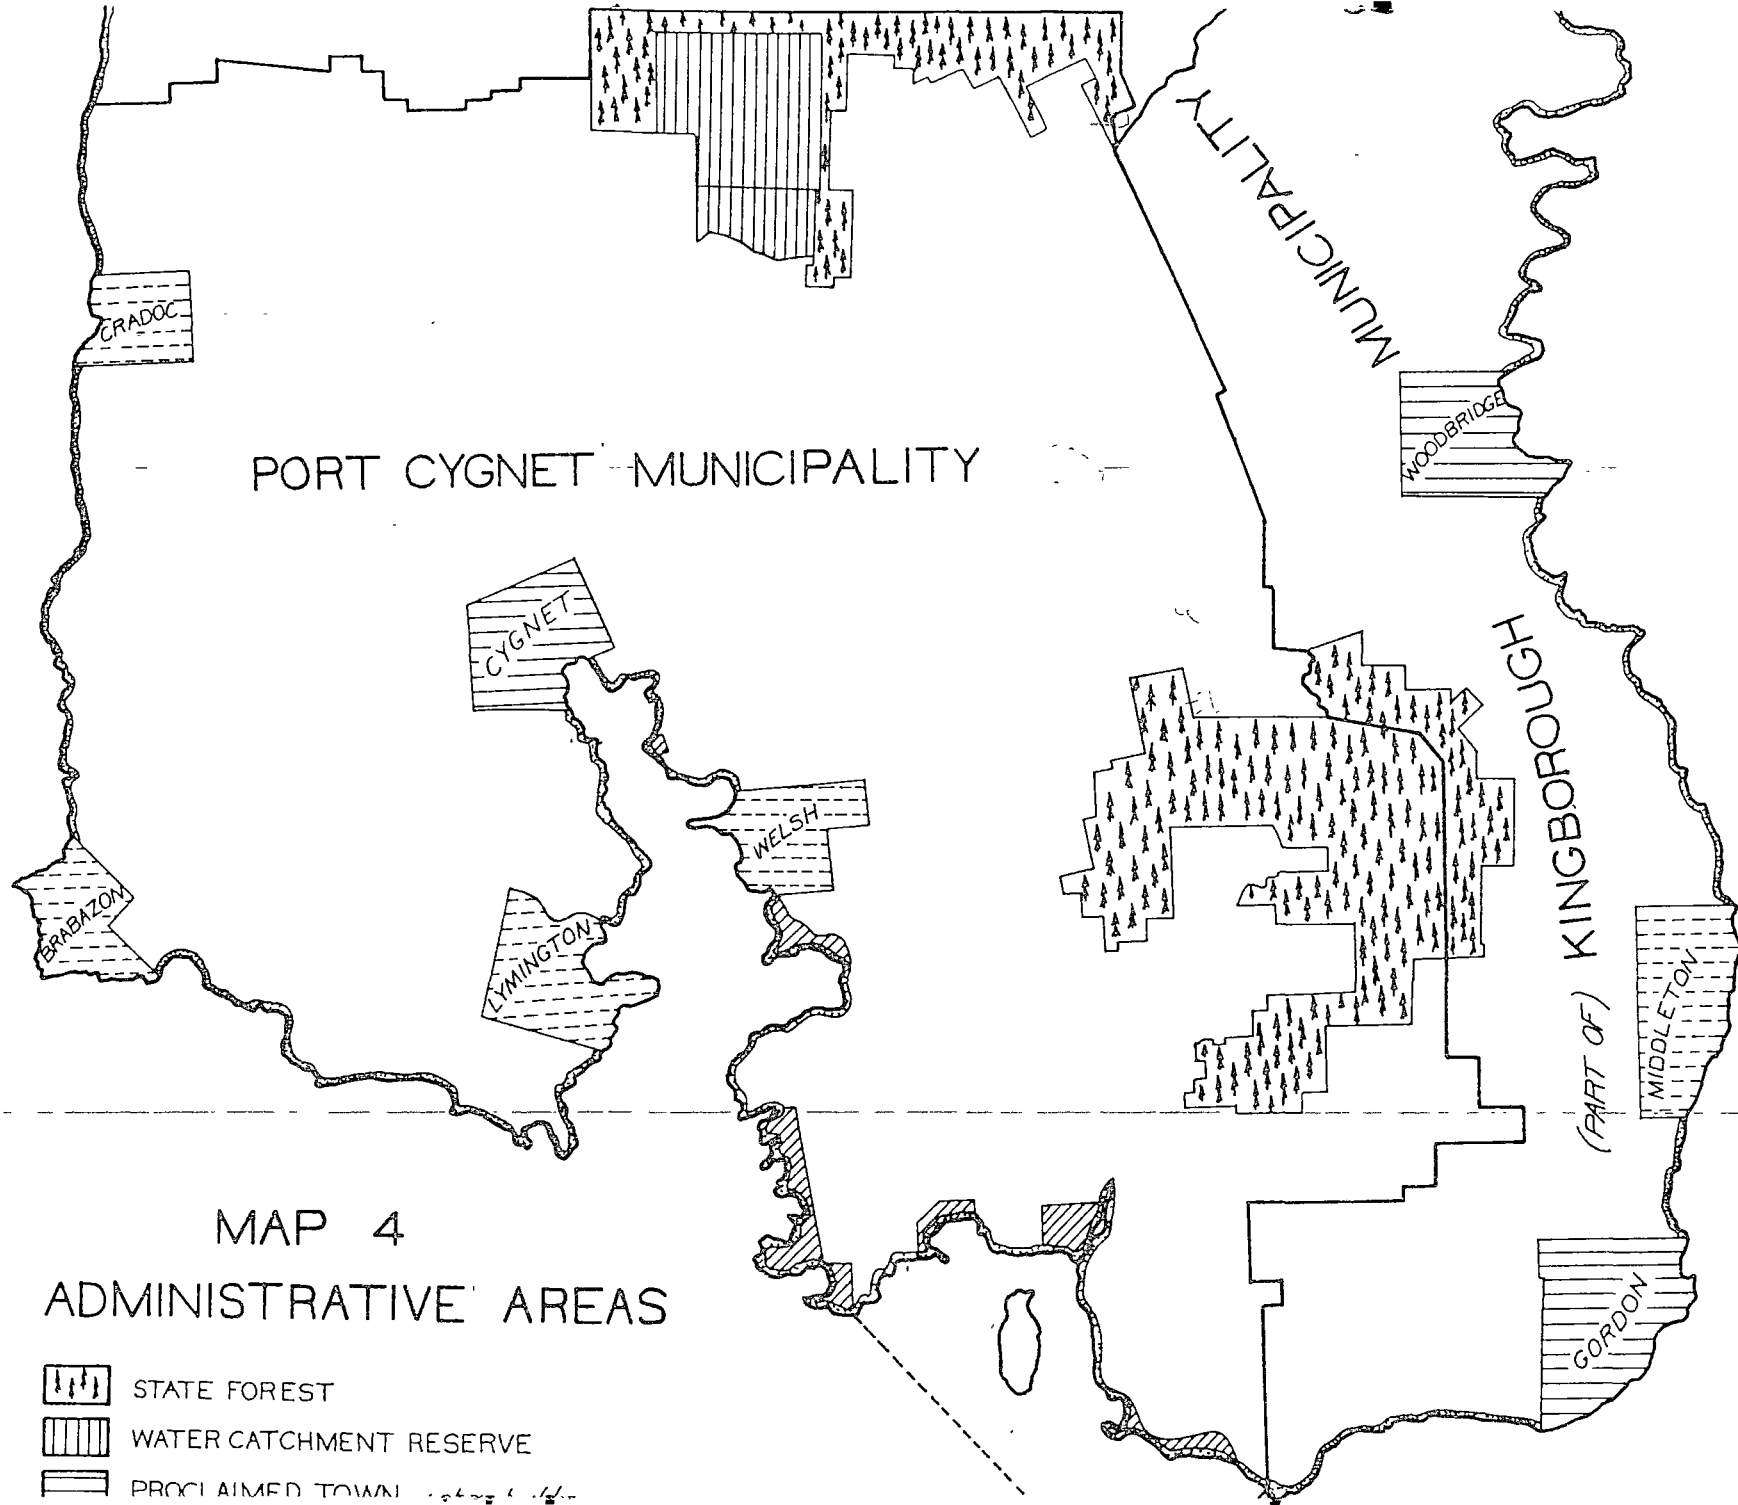 MUNICIPALITY
CRADOC
WOODBRIDGE
PORT CYGNET MUNICIPALITY
CYGNET
KINGBOROUGH
(PART OF)
WELSH
BRABAZON
LYMINGTON
MIDDLETON
GORDON
MAP 4
ADMINISTRATIVE AREAS
STATE FOREST
WATER CATCHMENT RESERVE
PROCLAIMED TOWN